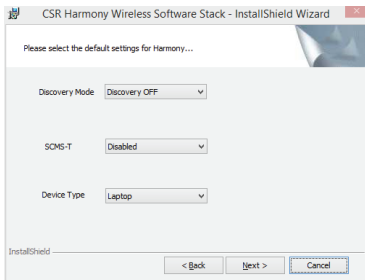 CSR Harmony Wireless Software Stack - InstallShield Wizard
Please select the default settings for Harmony...
Discovery Mode Discovery OFF
SCMS-T Disabled
Device Type Laptop
InstallShield
< Back Next > Cancel